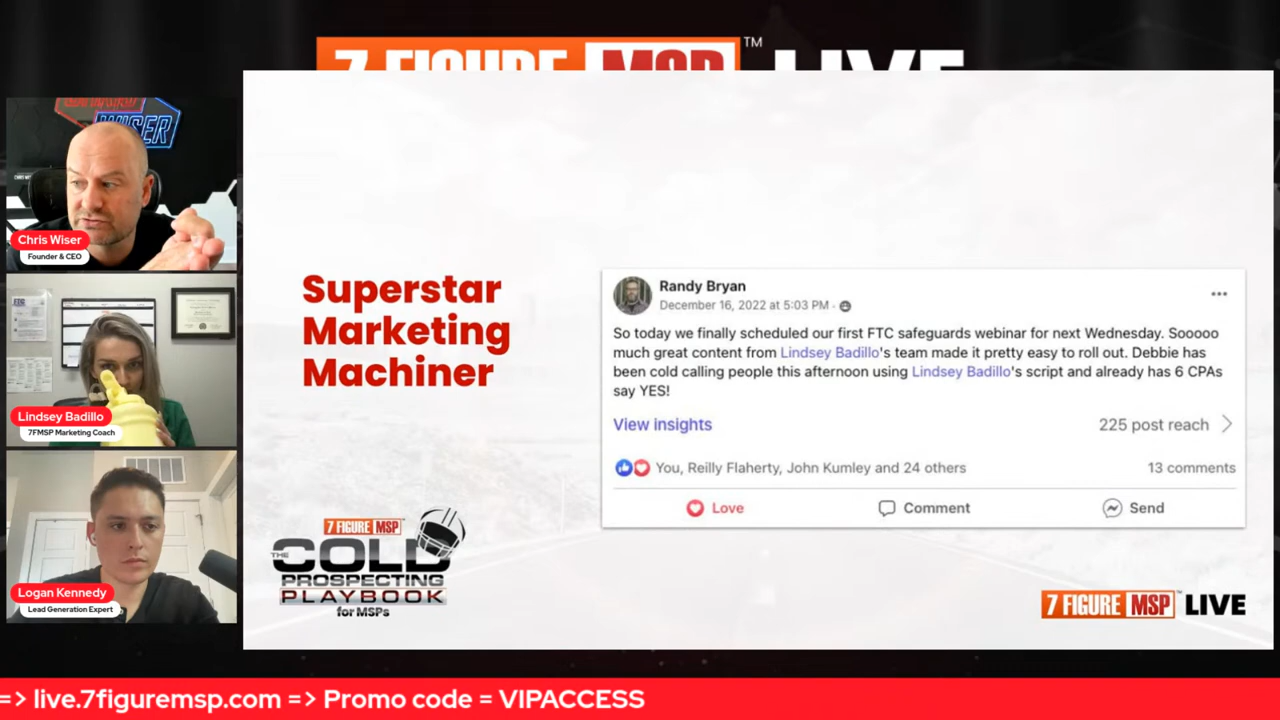 7 FIGURE MSP ™ LIVE
WISER
Chris Wiser
Founder & CEO
Lindsey Badillo
7FMSP Marketing Coach
Logan Kennedy
Lead Generation Expert
Superstar
Marketing
Machiner
Randy Bryan
December 16, 2022 at 5:03 PM ·
So today we finally scheduled our first FTC safeguards webinar for next Wednesday. Sooooo
much great content from Lindsey Badillo's team made it pretty easy to roll out. Debbie has
been cold calling people this afternoon using Lindsey Badillo's script and already has 6 CPAs
say YES!
View insights
225 post reach
You, Reilly Flaherty, John Kumley and 24 others
13 comments
Love
Comment
Send
7 FIGURE MSP
THE COLD
PROSPECTING
PLAYBOOK
for MSPs
7 FIGURE MSP ™ LIVE
=> live.7figuremsp.com => Promo code = VIPACCESS